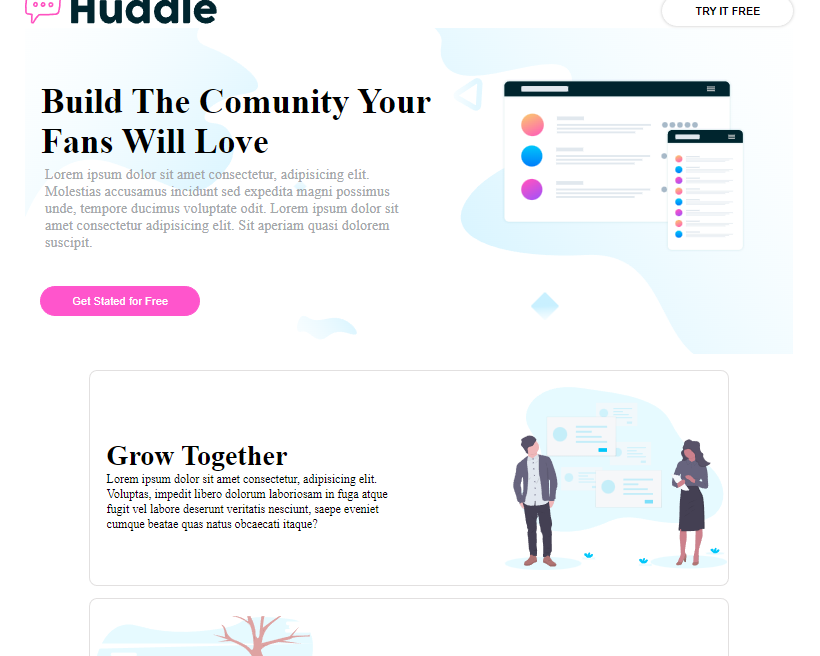 Huddle
TRY IT FREE
Build The Comunity Your
Fans Will Love
Lorem ipsum dolor sit amet consectetur, adipisicing elit.
Molestias accusamus incidunt sed expedita magni possimus
unde, tempore ducimus voluptate odit. Lorem ipsum dolor sit
amet consectetur adipisicing elit. Sit aperiam quasi dolorem
suscipit.
Get Stated for Free
Grow Together
Lorem ipsum dolor sit amet consectetur, adipisicing elit.
Voluptas, impedit libero dolorum laboriosam in fuga atque
fugit vel labore deserunt veritatis nesciunt, saepe eveniet
cumque beatae quas natus obcaecati itaque?